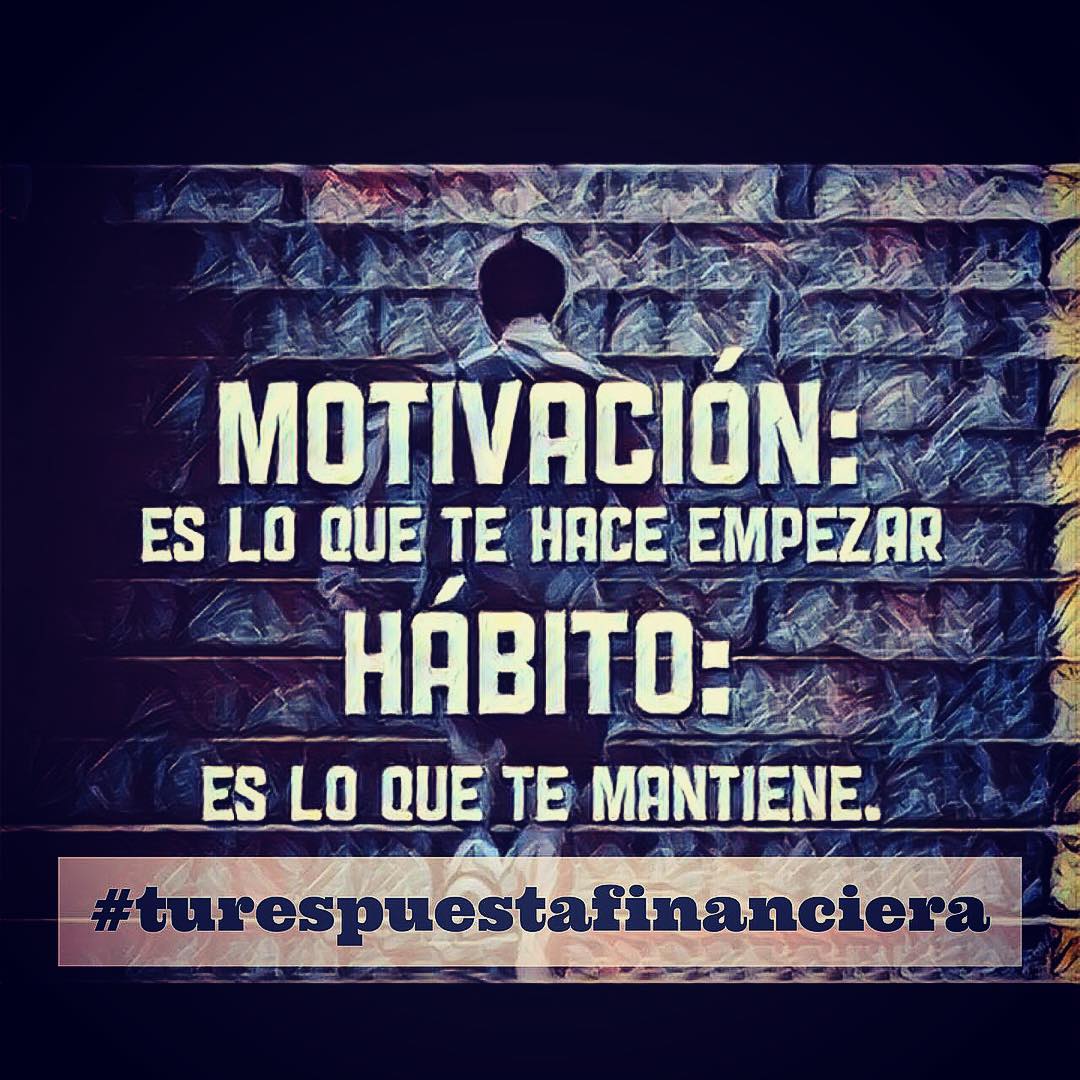 MOTIVACIÓN:
ES LO QUE TE HACE EMPEZAR
HÁBITO:
ES LO QUE TE MANTIENE.
#turespuestafinanciera